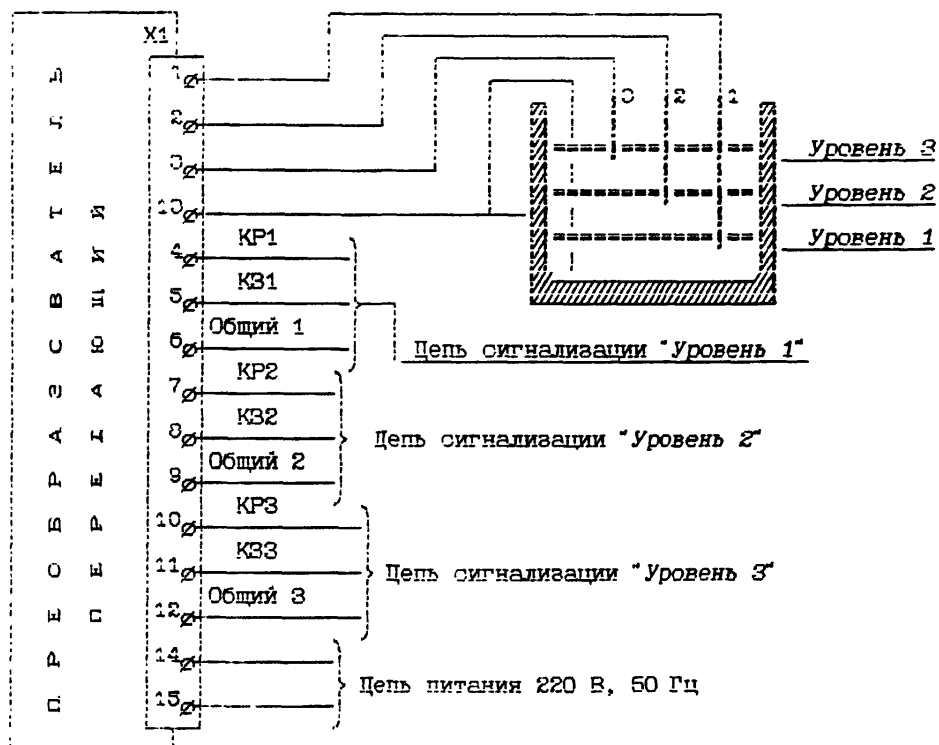 ПРЕОБРАЗОВАТЕЛЬ
ПЕРЕДАЮЩИЙ
X1
1
2
3
13
4
5
6
7
8
9
10
11
12
14
15
3 2 1
Уровень 3
Уровень 2
Уровень 1
КР1
КЗ1
Общий 1
Цепь сигнализации "Уровень 1"
КР2
КЗ2
Общий 2
Цепь сигнализации "Уровень 2"
КР3
КЗ3
Общий 3
Цепь сигнализации "Уровень 3"
Цепь питания 220 В, 50 Гц